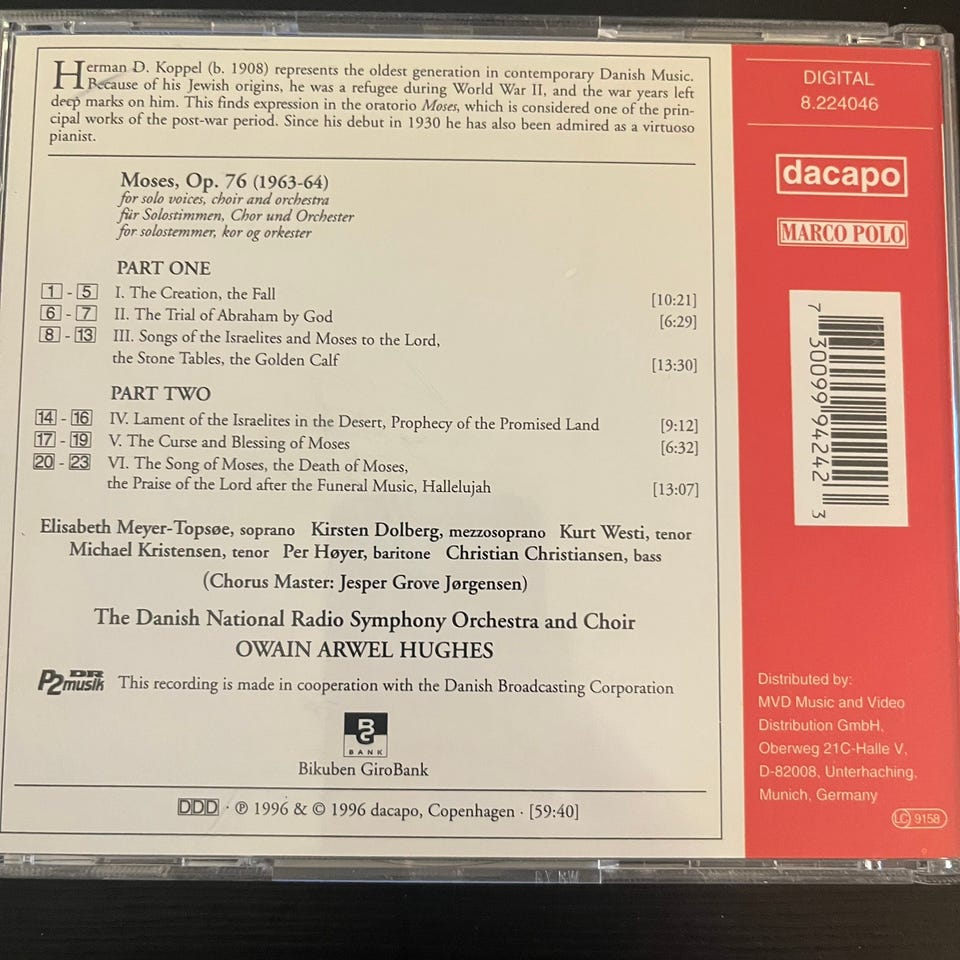 Herman D. Koppel (b. 1908) represents the oldest generation in contemporary Danish Music.
Because of his Jewish origins, he was a refugee during World War II, and the war years left
deep marks on him. This finds expression in the oratorio Moses, which is considered one of the prin-
cipal works of the post-war period. Since his debut in 1930 he has also been admired as a virtuoso
pianist.
Moses, Op. 76 (1963-64)
for solo voices, choir and orchestra
für Solostimmen, Chor und Orchester
for solostemmer, kor og orkester
PART ONE
1 - 5 I. The Creation, the Fall [10:21]
6 - 7 II. The Trial of Abraham by God [6:29]
8 - 13 III. Songs of the Israelites and Moses to the Lord,
the Stone Tables, the Golden Calf [13:30]
PART TWO
14 - 16 IV. Lament of the Israelites in the Desert, Prophecy of the Promised Land [9:12]
17 - 19 V. The Curse and Blessing of Moses [6:32]
20 - 23 VI. The Song of Moses, the Death of Moses,
the Praise of the Lord after the Funeral Music, Hallelujah [13:07]
Elisabeth Meyer-Topsøe, soprano Kirsten Dolberg, mezzosoprano Kurt Westi, tenor
Michael Kristensen, tenor Per Høyer, baritone Christian Christiansen, bass
(Chorus Master: Jesper Grove Jørgensen)
The Danish National Radio Symphony Orchestra and Choir
OWAIN ARWEL HUGHES
P2musik DR This recording is made in cooperation with the Danish Broadcasting Corporation
BG
BANK
Bikuben GiroBank
DDD · ℗ 1996 & © 1996 dacapo, Copenhagen · [59:40]
DIGITAL
8.224046
dacapo
MARCO POLO
7 30099 94242 3
Distributed by:
MVD Music and Video
Distribution GmbH,
Oberweg 21C-Halle V,
D-82008, Unterhaching,
Munich, Germany
LC 9158